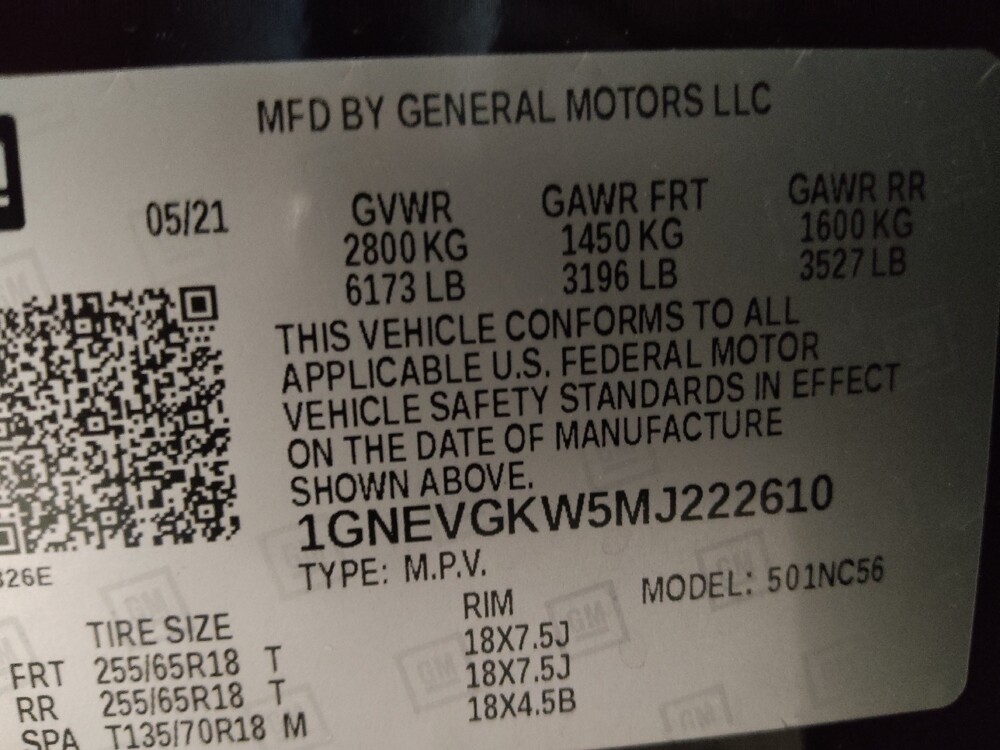 MFD BY GENERAL MOTORS LLC
05/21 GVWR GAWR FRT GAWR RR
2800 KG 1450 KG 1600 KG
6173 LB 3196 LB 3527 LB
THIS VEHICLE CONFORMS TO ALL
APPLICABLE U.S. FEDERAL MOTOR
VEHICLE SAFETY STANDARDS IN EFFECT
ON THE DATE OF MANUFACTURE
SHOWN ABOVE.
1GNEVGKW5MJ222610
326E
TYPE: M.P.V. MODEL: 501NC56
TIRE SIZE RIM
FRT 255/65R18 T 18X7.5J
RR 255/65R18 T 18X7.5J
SPA T135/70R18 M 18X4.5B